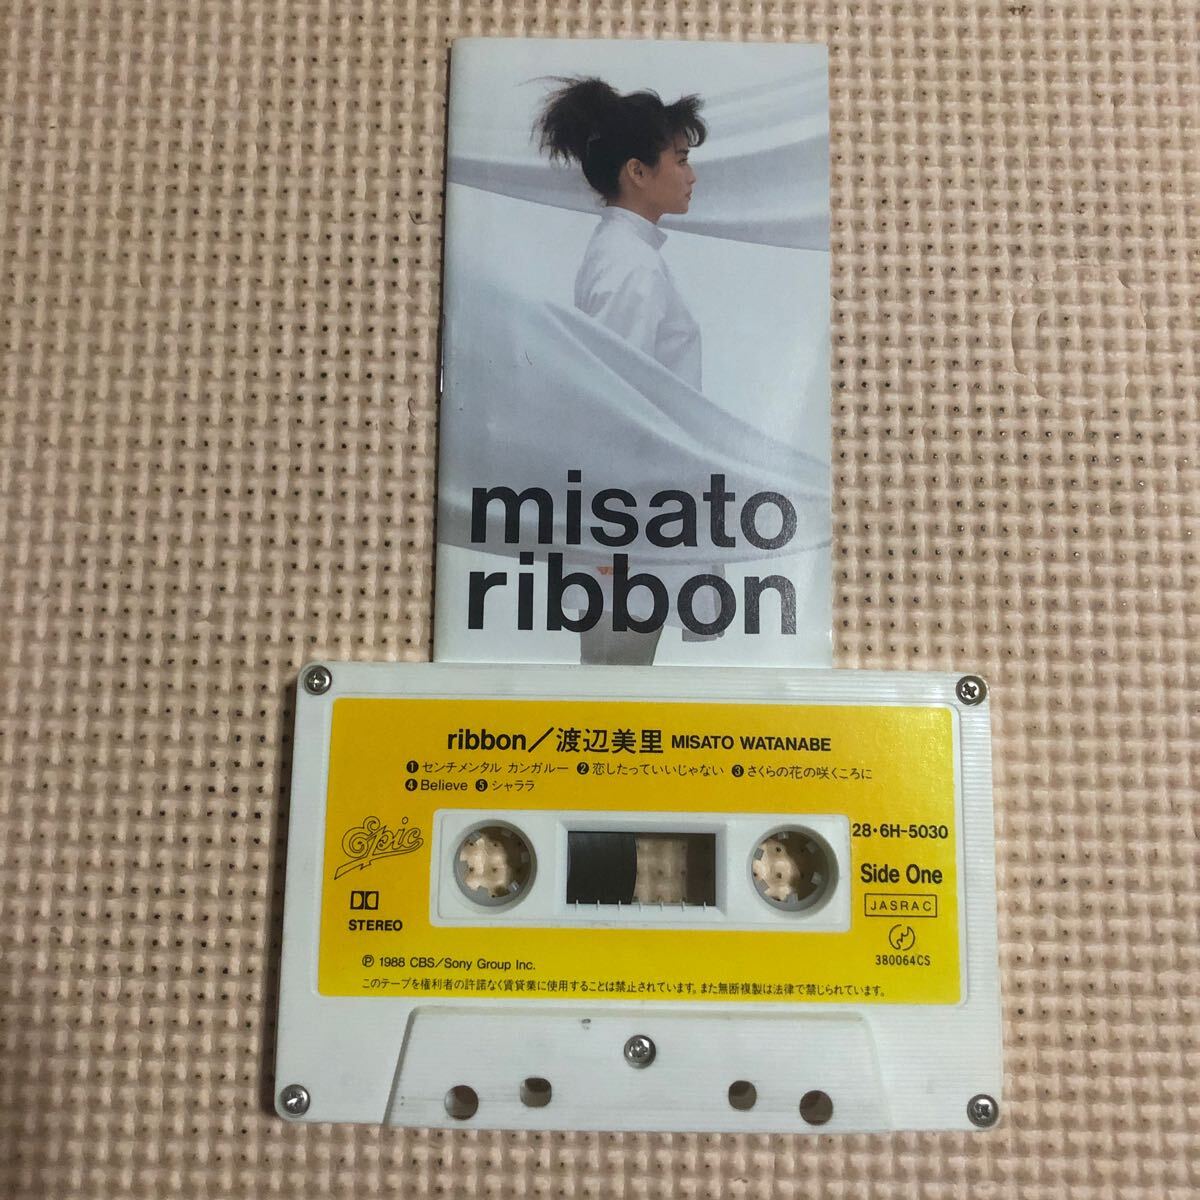 misato
ribbon
ribbon／渡辺美里 MISATO WATANABE
❶センチメンタル カンガルー ❷恋したっていいじゃない ❸さくらの花の咲くころに
❹Believe ❺シャララ
Epic
28・6H-5030
Side One
JASRAC
STEREO
380064CS
Ⓟ 1988 CBS/Sony Group Inc.
このテープを権利者の許諾なく賃貸業に使用することは禁止されています。また無断複製は法律で禁じられています。